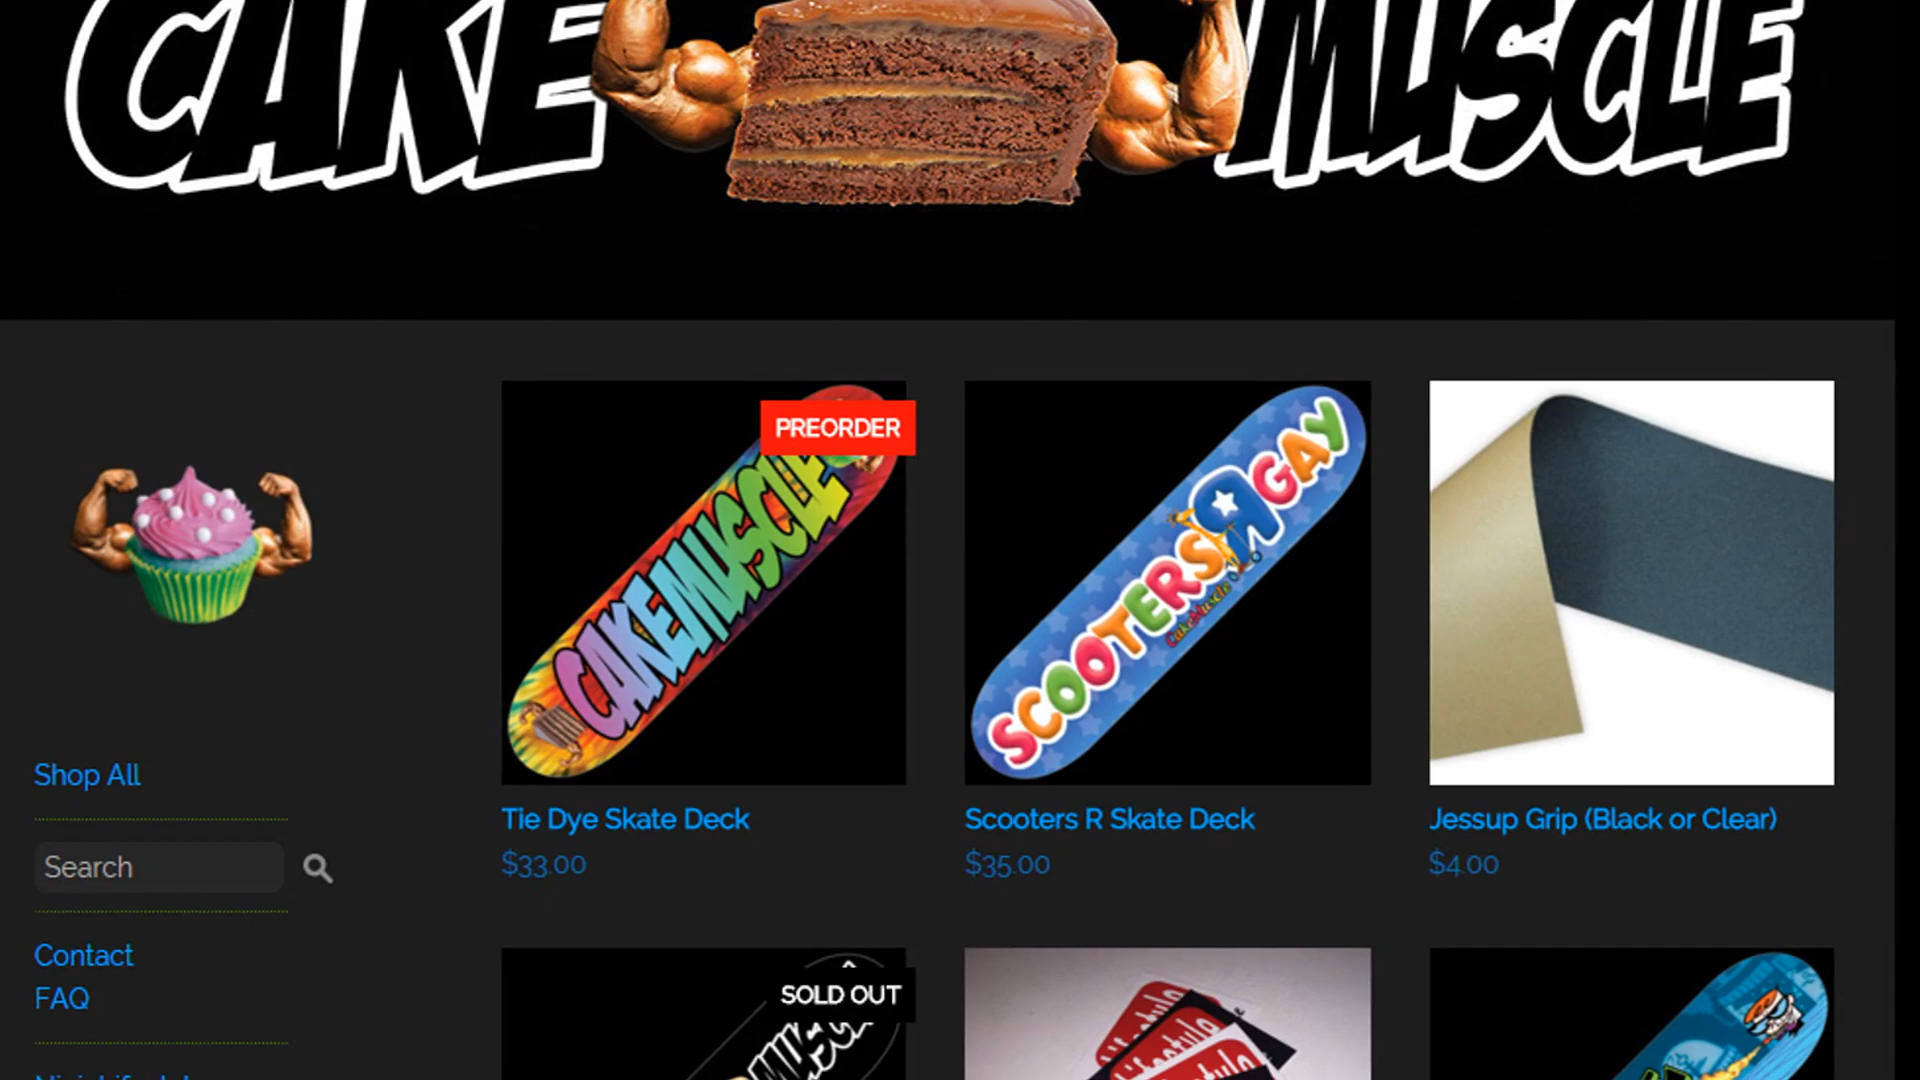 CAKE MUSCLE
PREORDER
CAKEMUSCLE
SCOOTERS R GAY
CakeMuscle
Tie Dye Skate Deck
$33.00
Scooters R Skate Deck
$35.00
Jessup Grip (Black or Clear)
$4.00
Shop All
Search
Contact
FAQ
SOLD OUT